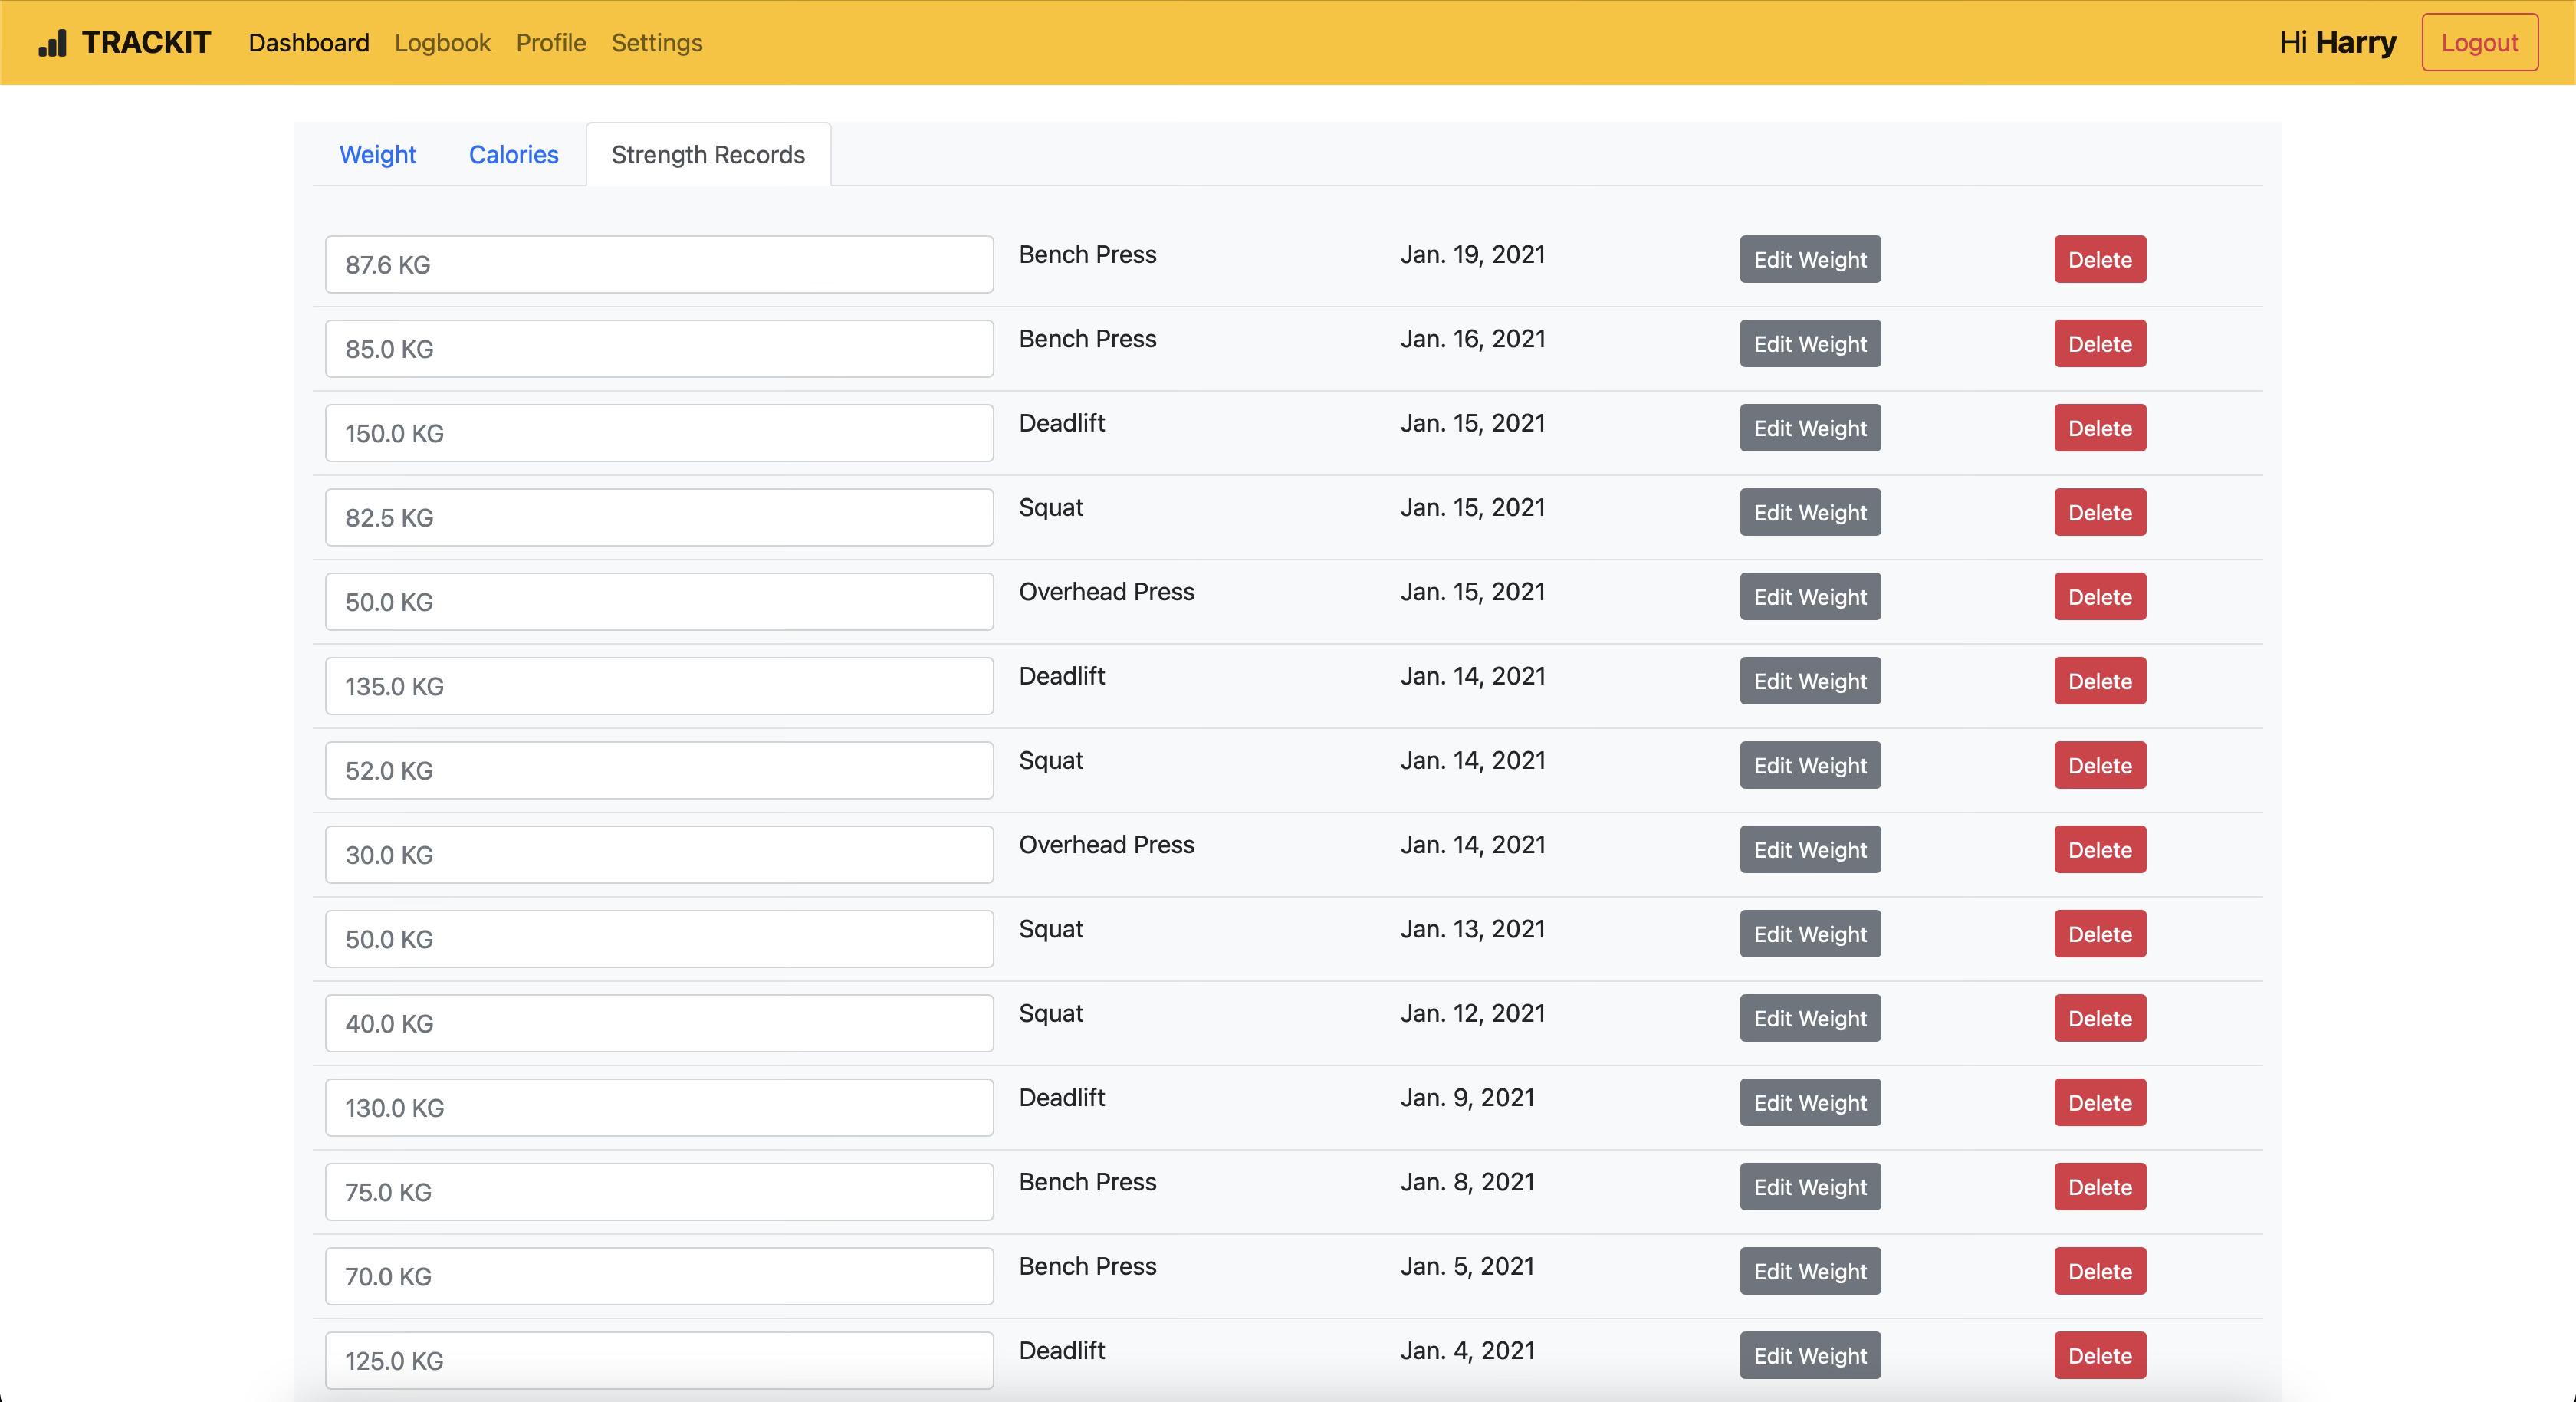 TRACKIT Dashboard Logbook Profile Settings Hi Harry Logout
Weight Calories Strength Records
87.6 KG Bench Press Jan. 19, 2021 Edit Weight Delete
85.0 KG Bench Press Jan. 16, 2021 Edit Weight Delete
150.0 KG Deadlift Jan. 15, 2021 Edit Weight Delete
82.5 KG Squat Jan. 15, 2021 Edit Weight Delete
50.0 KG Overhead Press Jan. 15, 2021 Edit Weight Delete
135.0 KG Deadlift Jan. 14, 2021 Edit Weight Delete
52.0 KG Squat Jan. 14, 2021 Edit Weight Delete
30.0 KG Overhead Press Jan. 14, 2021 Edit Weight Delete
50.0 KG Squat Jan. 13, 2021 Edit Weight Delete
40.0 KG Squat Jan. 12, 2021 Edit Weight Delete
130.0 KG Deadlift Jan. 9, 2021 Edit Weight Delete
75.0 KG Bench Press Jan. 8, 2021 Edit Weight Delete
70.0 KG Bench Press Jan. 5, 2021 Edit Weight Delete
125.0 KG Deadlift Jan. 4, 2021 Edit Weight Delete